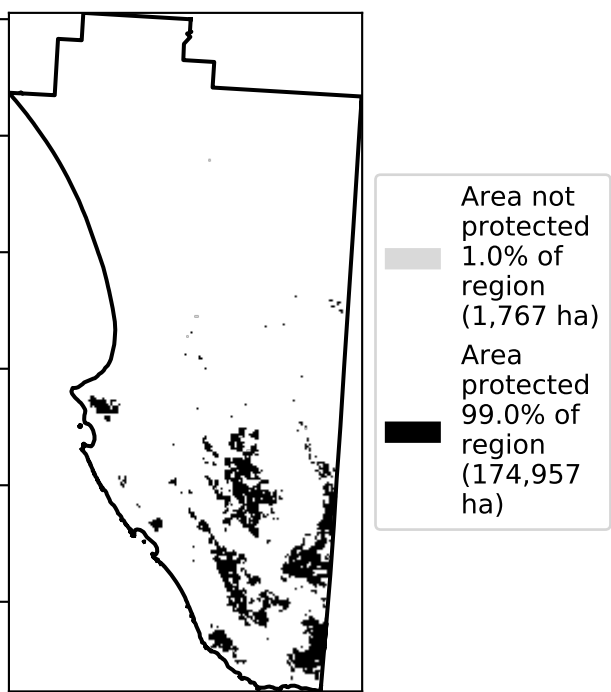 Area not
protected
1.0% of
region
(1,767 ha)
Area
protected
99.0% of
region
(174,957
ha)